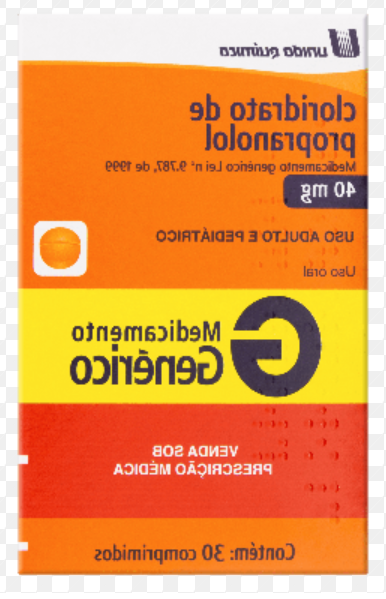 união química
cloridrato de
propranolol
Medicamento genérico Lei nº 9.787, de 1999
40 mg
USO ADULTO E PEDIÁTRICO
Uso oral
G
Medicamento
Genérico
VENDA SOB
PRESCRIÇÃO MÉDICA
Contém: 30 comprimidos